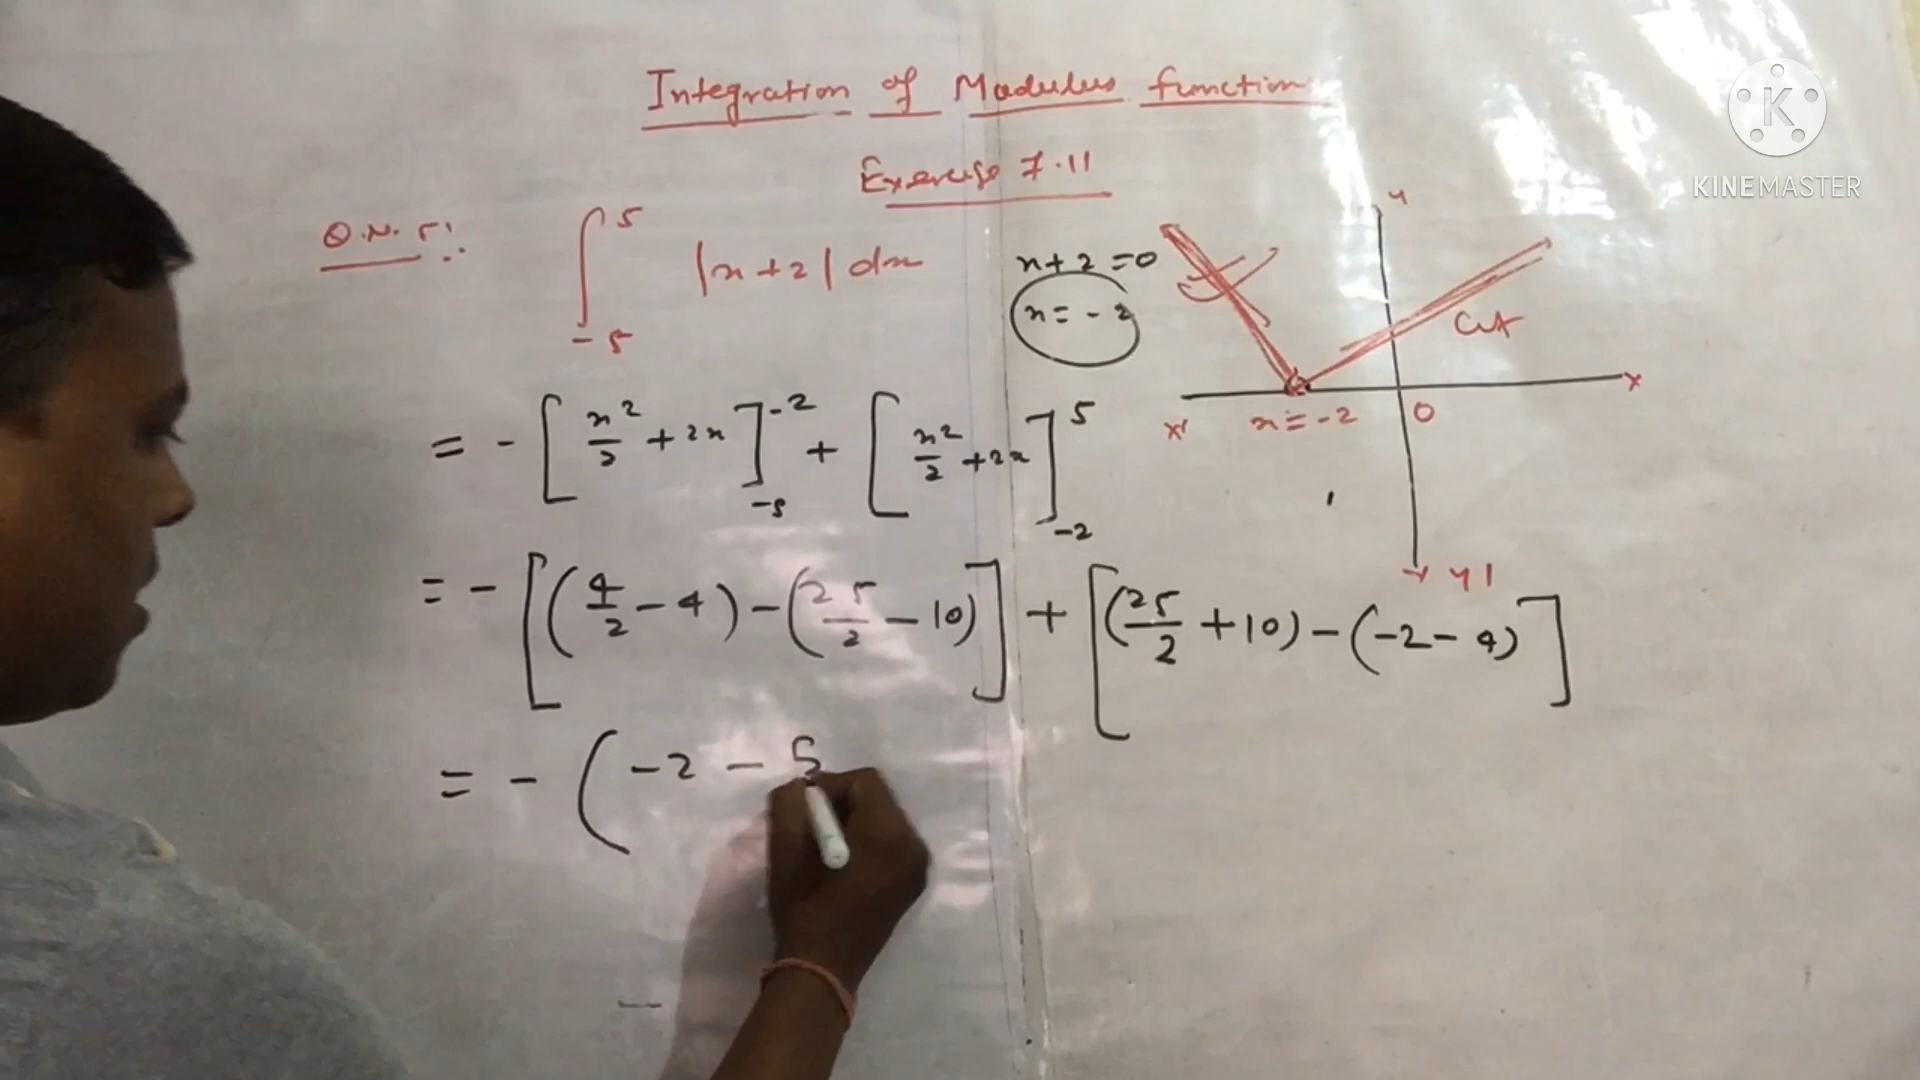 Integration of Modulus function
Exercise 7.11
Q.N. 5:
∫_{-5}^{5} |x+2| dx
x+2=0
x=-2
= -[x²/2 + 2x]_{-5}^{-2} + [x²/2 + 2x]_{-2}^{5}
= -[(4/2 - 4) - (25/2 - 10)] + [(25/2 + 10) - (-2 - 4)]
= - ( -2 - 5
y
x
x'
x=-2
0
y'
K
KINEMASTER